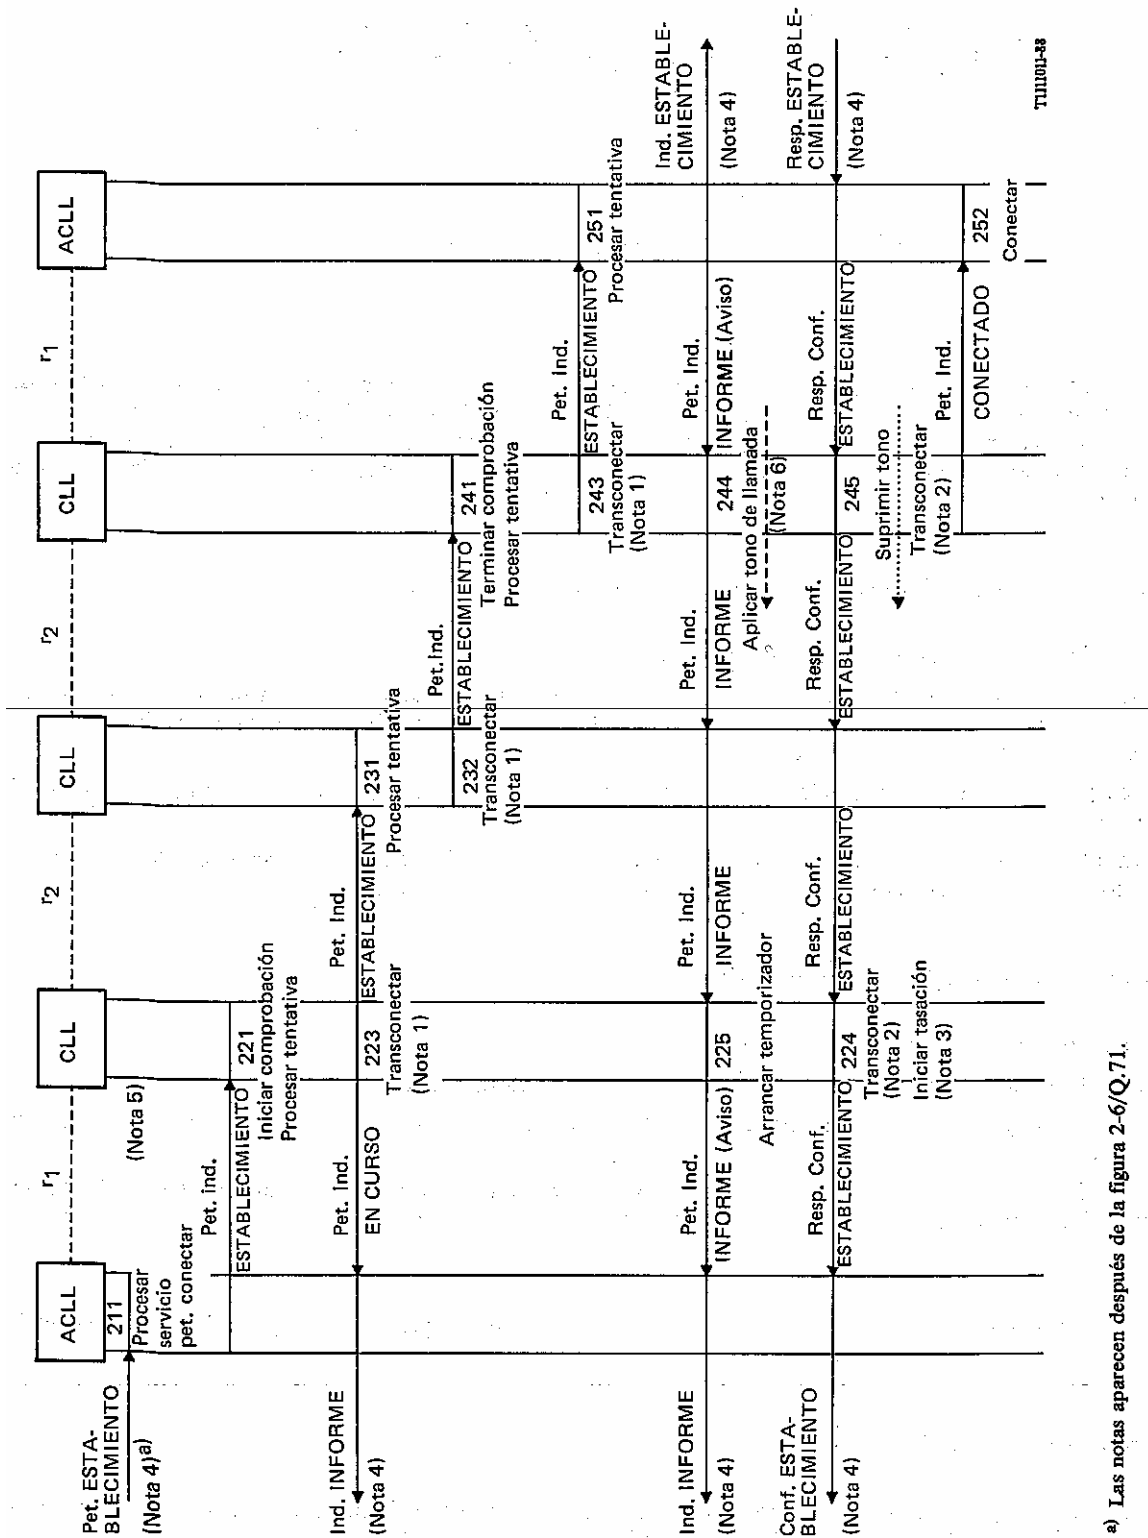 ACLL
r1
CLL
r2
CLL
r2
CLL
r1
ACLL
Pet. ESTA-
BLECIMIENTO
(Nota 4)a)
211
Procesar
servicio
pet. conectar
(Nota 5)
Pet. ind.
ESTABLECIMIENTO
221
Iniciar comprobación
Procesar tentativa
Ind. INFORME
(Nota 4)
Pet. Ind.
EN CURSO
223
Transconectar
(Nota 1)
Pet. Ind.
ESTABLECIMIENTO
231
Procesar tentativa
232
Transconectar
(Nota 1)
Pet. Ind.
ESTABLECIMIENTO
241
Terminar comprobación
Procesar tentativa
243
Transconectar
(Nota 1)
Pet. Ind.
ESTABLECIMIENTO
251
Procesar tentativa
Ind. INFORME
(Nota 4)
Pet. Ind.
INFORME (Aviso)
225
Arrancar temporizador
Pet. Ind.
INFORME
Pet. Ind.
INFORME
244
Aplicar tono de llamada
(Nota 6)
Pet. Ind.
INFORME (Aviso)
Ind. ESTABLE-
CIMIENTO
(Nota 4)
Conf. ESTA-
BLECIMIENTO
(Nota 4)
Resp. Conf.
ESTABLECIMIENTO
224
Transconectar
(Nota 2)
Iniciar tasación
(Nota 3)
Resp. Conf.
ESTABLECIMIENTO
Resp. Conf.
ESTABLECIMIENTO
245
Suprimir tono
Transconectar
(Nota 2)
Resp. Conf.
ESTABLECIMIENTO
Resp. ESTABLE-
CIMIENTO
(Nota 4)
Pet. Ind.
CONECTADO
252
Conectar
T1111011-88
a) Las notas aparecen después de la figura 2-6/Q.71.